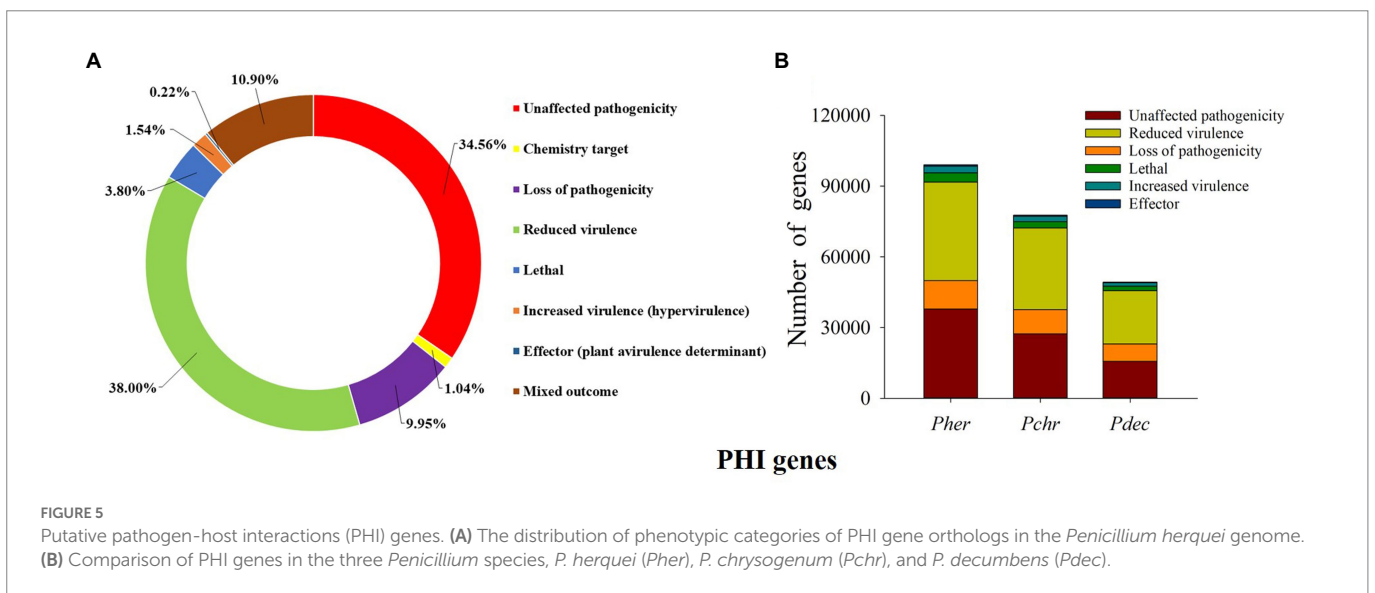 A
10.90%
0.22%
1.54%
3.80%
38.00%
34.56%
1.04%
9.95%
Unaffected pathogenicity
Chemistry target
Loss of pathogenicity
Reduced virulence
Lethal
Increased virulence (hypervirulence)
Effector (plant avirulence determinant)
Mixed outcome
B
Number of genes
120000
90000
60000
30000
0
Unaffected pathogenicity
Reduced virulence
Loss of pathogenicity
Lethal
Increased virulence
Effector
Pher Pchr Pdec
PHI genes
FIGURE 5
Putative pathogen-host interactions (PHI) genes. (A) The distribution of phenotypic categories of PHI gene orthologs in the Penicillium herquei genome.
(B) Comparison of PHI genes in the three Penicillium species, P. herquei (Pher), P. chrysogenum (Pchr), and P. decumbens (Pdec).